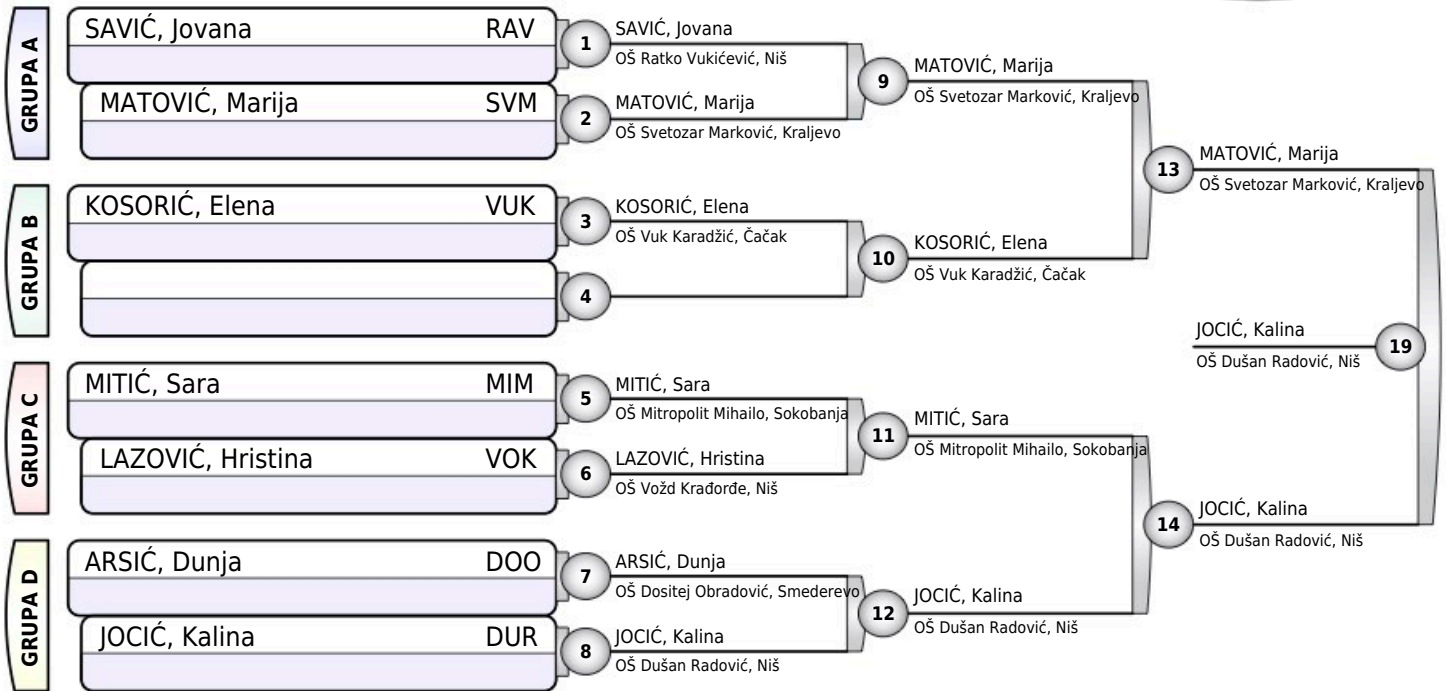 GRUPA A
SAVIĆ, Jovana RAV
MATOVIĆ, Marija SVM
1
SAVIĆ, Jovana
OŠ Ratko Vukićević, Niš
2
MATOVIĆ, Marija
OŠ Svetozar Marković, Kraljevo
9
MATOVIĆ, Marija
OŠ Svetozar Marković, Kraljevo
GRUPA B
KOSORIĆ, Elena VUK
3
KOSORIĆ, Elena
OŠ Vuk Karadžić, Čačak
4
10
KOSORIĆ, Elena
OŠ Vuk Karadžić, Čačak
13
MATOVIĆ, Marija
OŠ Svetozar Marković, Kraljevo
GRUPA C
MITIĆ, Sara MIM
LAZOVIĆ, Hristina VOK
5
MITIĆ, Sara
OŠ Mitropolit Mihailo, Sokobanja
6
LAZOVIĆ, Hristina
OŠ Vožd Krađorđe, Niš
11
MITIĆ, Sara
OŠ Mitropolit Mihailo, Sokobanja
GRUPA D
ARSIĆ, Dunja DOO
JOCIĆ, Kalina DUR
7
ARSIĆ, Dunja
OŠ Dositej Obradović, Smederevo
8
JOCIĆ, Kalina
OŠ Dušan Radović, Niš
12
JOCIĆ, Kalina
OŠ Dušan Radović, Niš
14
JOCIĆ, Kalina
OŠ Dušan Radović, Niš
JOCIĆ, Kalina
OŠ Dušan Radović, Niš
19